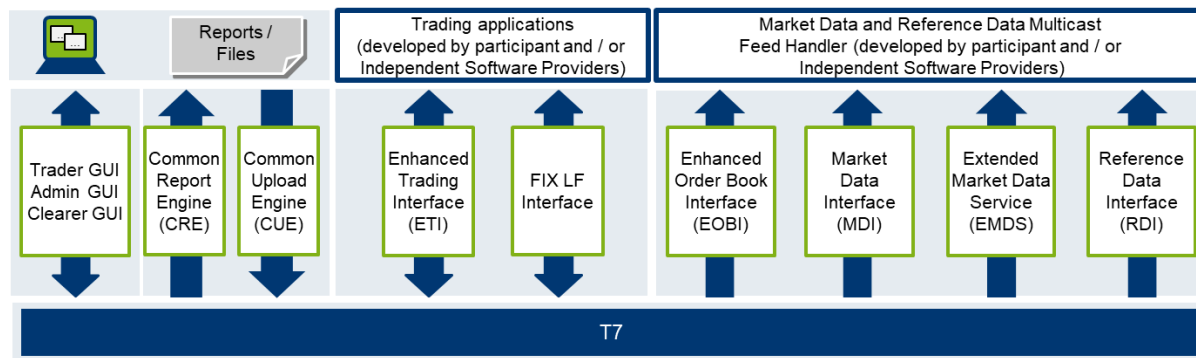 Reports /
Files
Trading applications
(developed by participant and / or
Independent Software Providers)
Market Data and Reference Data Multicast
Feed Handler (developed by participant and / or
Independent Software Providers)
Trader GUI
Admin GUI
Clearer GUI
Common
Report
Engine
(CRE)
Common
Upload
Engine
(CUE)
Enhanced
Trading
Interface
(ETI)
FIX LF
Interface
Enhanced
Order Book
Interface
(EOBI)
Market
Data
Interface
(MDI)
Extended
Market Data
Service
(EMDS)
Reference
Data
Interface
(RDI)
T7